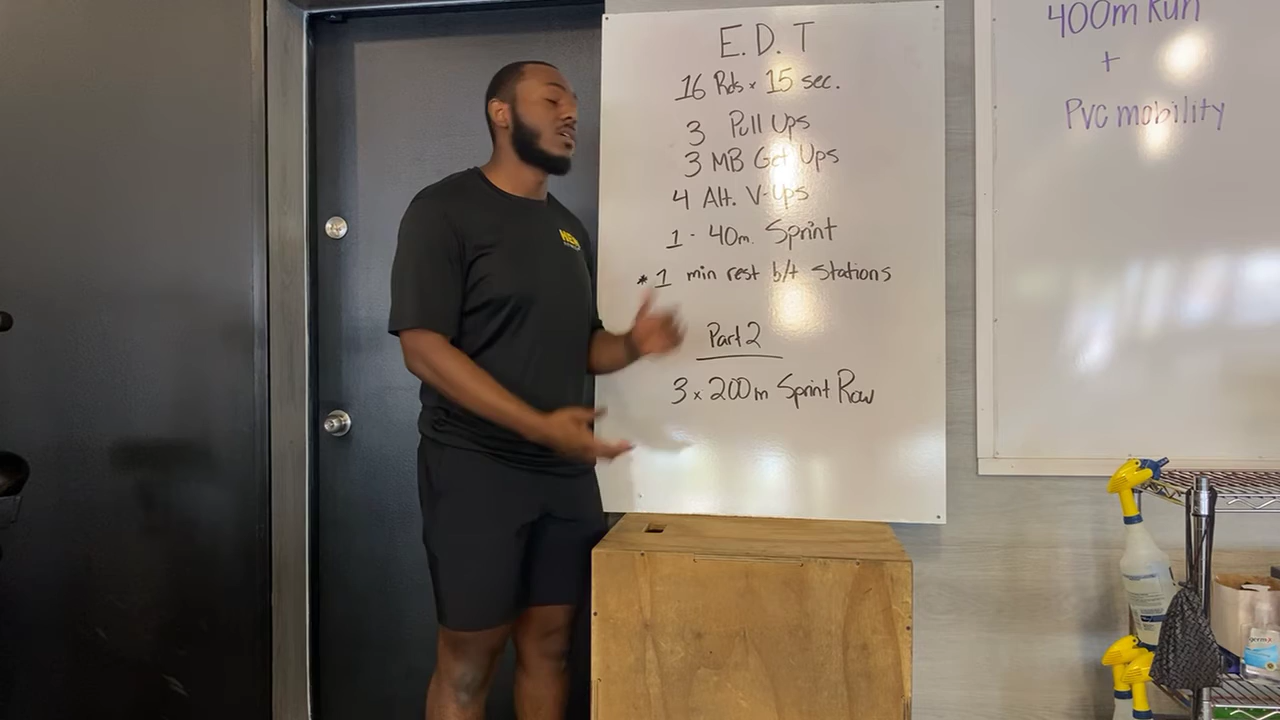 E.D.T
16 Rds x 15 sec.
3 Pull Ups
3 MB Get Ups
4 Alt. V-Ups
1 - 40m. Sprint
* 1 min rest b/t Stations
Part 2
3 x 200m Sprint Row
400m Run
+
PVC mobility